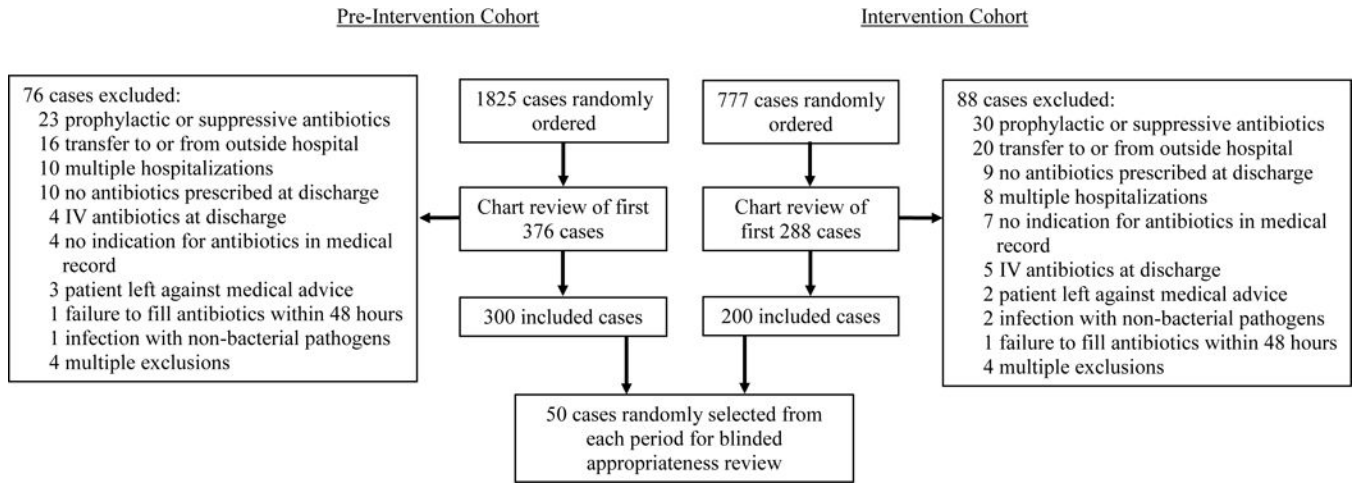 Pre-Intervention Cohort
Intervention Cohort
76 cases excluded:
23 prophylactic or suppressive antibiotics
16 transfer to or from outside hospital
10 multiple hospitalizations
10 no antibiotics prescribed at discharge
4 IV antibiotics at discharge
4 no indication for antibiotics in medical
record
3 patient left against medical advice
1 failure to fill antibiotics within 48 hours
1 infection with non-bacterial pathogens
4 multiple exclusions
1825 cases randomly
ordered
Chart review of first
376 cases
300 included cases
777 cases randomly
ordered
Chart review of
first 288 cases
200 included cases
88 cases excluded:
30 prophylactic or suppressive antibiotics
20 transfer to or from outside hospital
9 no antibiotics prescribed at discharge
8 multiple hospitalizations
7 no indication for antibiotics in medical
record
5 IV antibiotics at discharge
2 patient left against medical advice
2 infection with non-bacterial pathogens
1 failure to fill antibiotics within 48 hours
4 multiple exclusions
50 cases randomly selected from
each period for blinded
appropriateness review